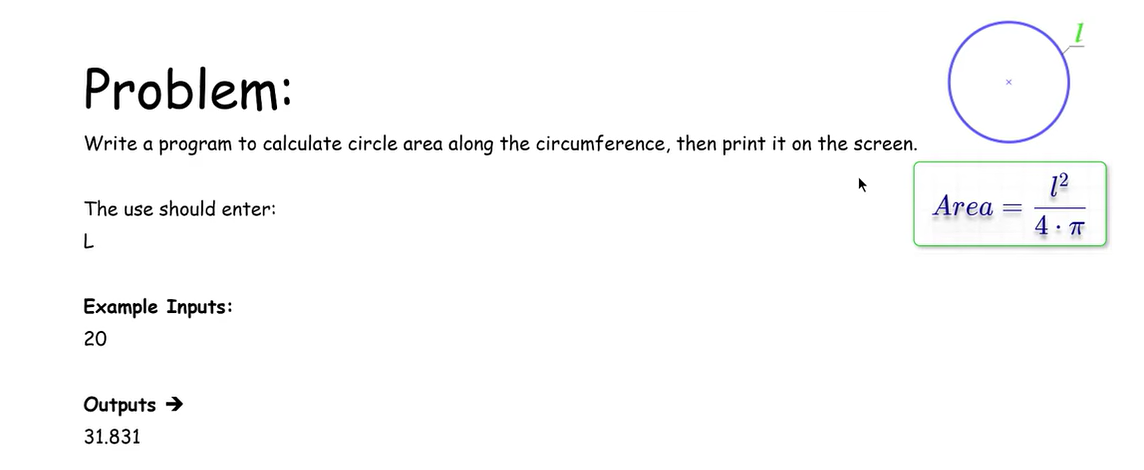 l
Problem:
Write a program to calculate circle area along the circumference, then print it on the screen.
Area = l² / 4 · π
The use should enter:
L
Example Inputs:
20
Outputs ➔
31.831